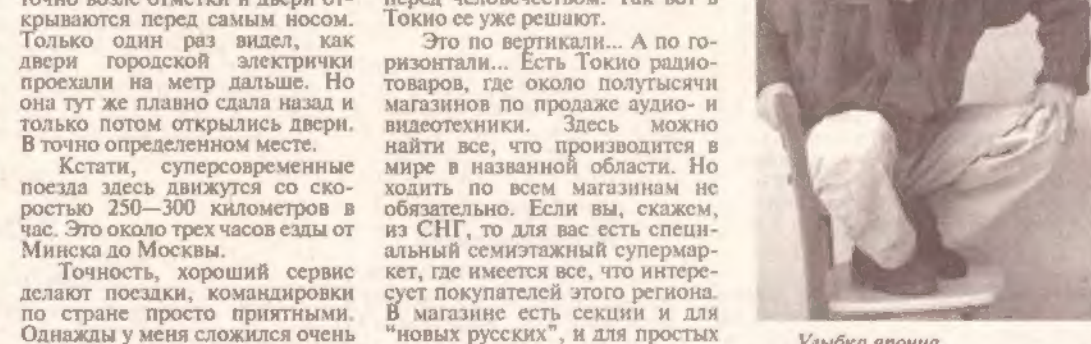 точно возле отметки и двери от-
крываются перед самым носом.
Только один раз видел, как
двери городской электрички
проехали на метр дальше. Но
она тут же плавно сдала назад и
только потом открылись двери.
В точно определенном месте.
Кстати, суперсовременные
поезда здесь движутся со ско-
ростью 250—300 километров в
час. Это около трех часов езды от
Минска до Москвы.
Точность, хороший сервис
делают поездки, командировки
по стране просто приятными.
Однажды у меня сложился очень
перед человечеством. Так вот в
Токио ее уже решают.
Это по вертикали... А по го-
ризонтали... Есть Токио радио-
товаров, где около полутысячи
магазинов по продаже аудио- и
видеотехники. Здесь можно
найти все, что производится в
мире в названной области. Но
ходить по всем магазинам не
обязательно. Если вы, скажем,
из СНГ, то для вас есть специ-
альный семиэтажный супермар-
кет, где имеется все, что интере-
сует покупателей этого региона.
В магазине есть секции и для
"новых русских", и для простых
Улыбка японца